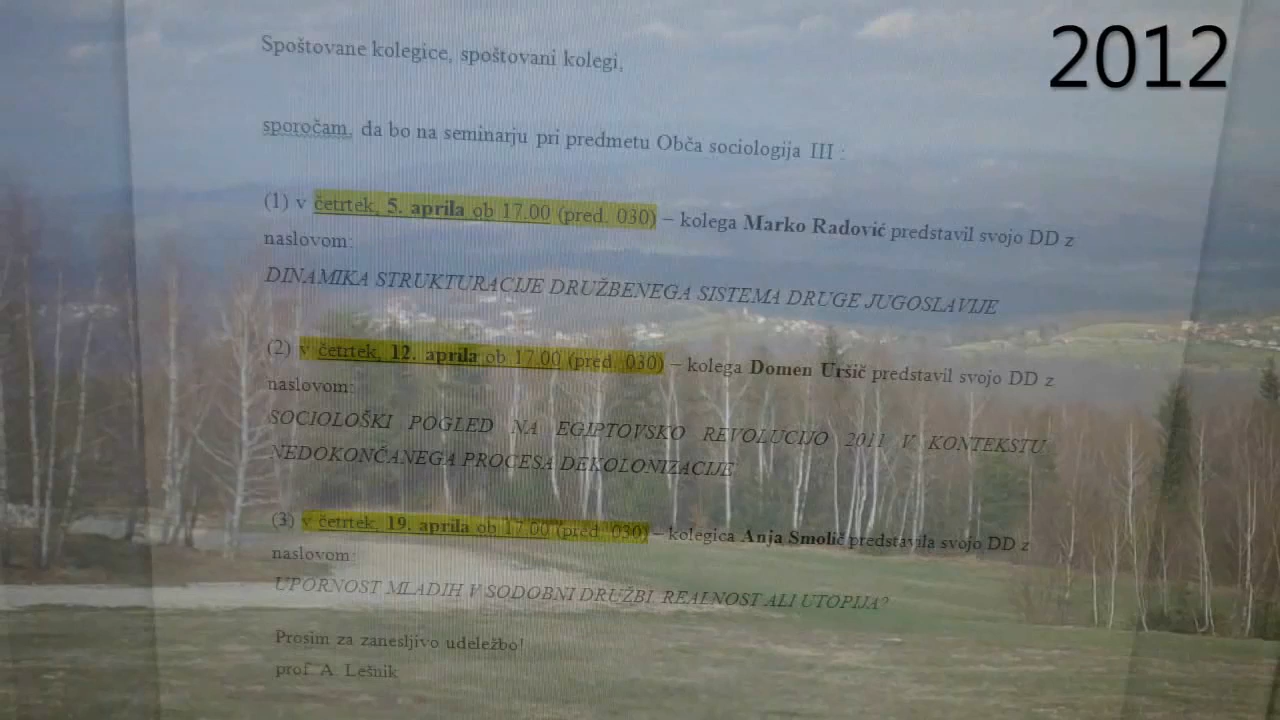 2012
Spoštovane kolegice, spoštovani kolegi,
sporočam, da bo na seminarju pri predmetu Obča sociologija III :
(1) v četrtek, 5. aprila ob 17.00 (pred. 030) – kolega Marko Radović predstavil svojo DD z
naslovom:
DINAMIKA STRUKTURACIJE DRUŽBENEGA SISTEMA DRUGE JUGOSLAVIJE
(2) v četrtek, 12. aprila ob 17.00 (pred. 030) – kolega Domen Uršič predstavil svojo DD z
naslovom:
SOCIOLOŠKI POGLED NA EGIPTOVSKO REVOLUCIJO 2011 V KONTEKSTU
NEDOKONČANEGA PROCESA DEKOLONIZACIJE
(3) v četrtek, 19. aprila ob 17.00 (pred. 030) – kolegica Anja Smolič predstavila svojo DD z
naslovom:
UPORNOST MLADIH V SODOBNI DRUŽBI. REALNOST ALI UTOPIJA?
Prosim za zanesljivo udeležbo!
prof. A. Lešnik